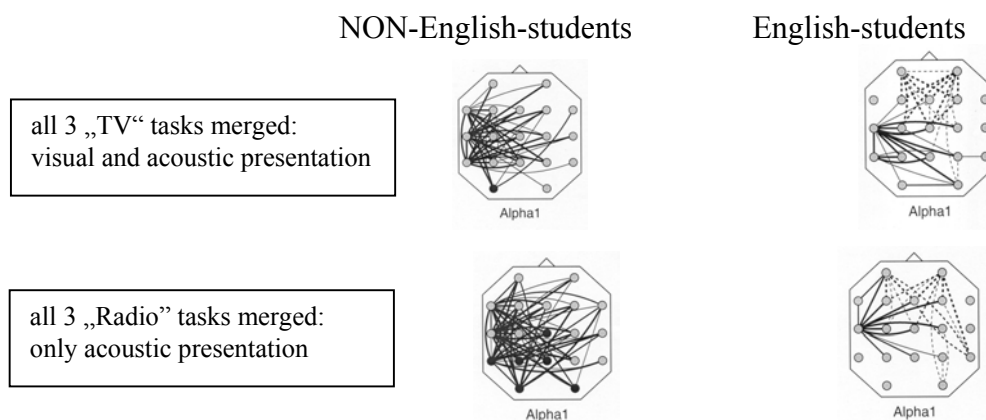 NON-English-students English-students
all 3 „TV“ tasks merged:
visual and acoustic presentation
Alpha1 Alpha1
all 3 „Radio” tasks merged:
only acoustic presentation
Alpha1 Alpha1